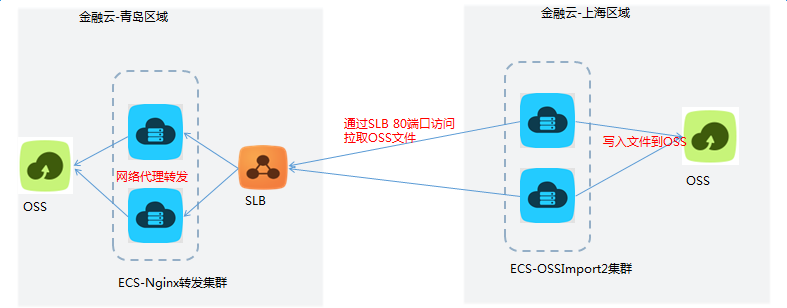 金融云-青岛区域
金融云-上海区域
通过SLB 80端口访问
拉取OSS文件
写入文件到OSS
网络代理转发
OSS
SLB
OSS
ECS-Nginx转发集群
ECS-OSSImport2集群